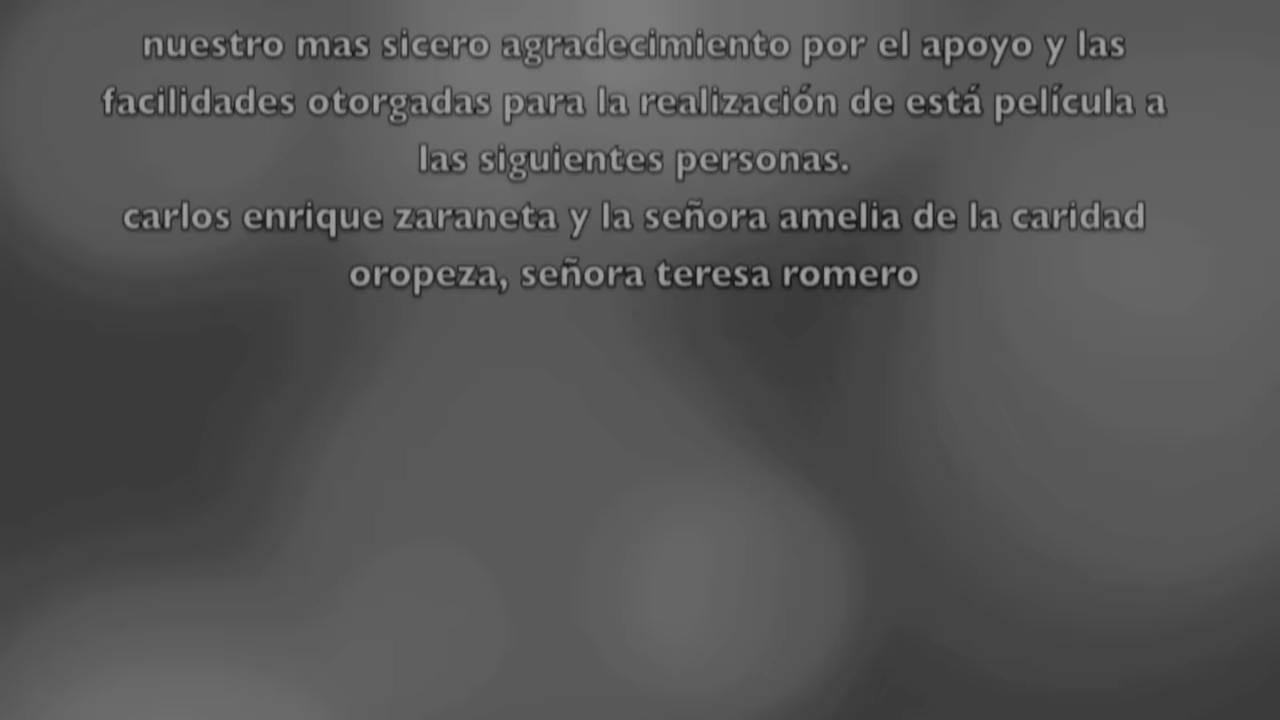 nuestro mas sicero agradecimiento por el apoyo y las
facilidades otorgadas para la realización de está película a
las siguientes personas.
carlos enrique zaraneta y la señora amelia de la caridad
oropeza, señora teresa romero